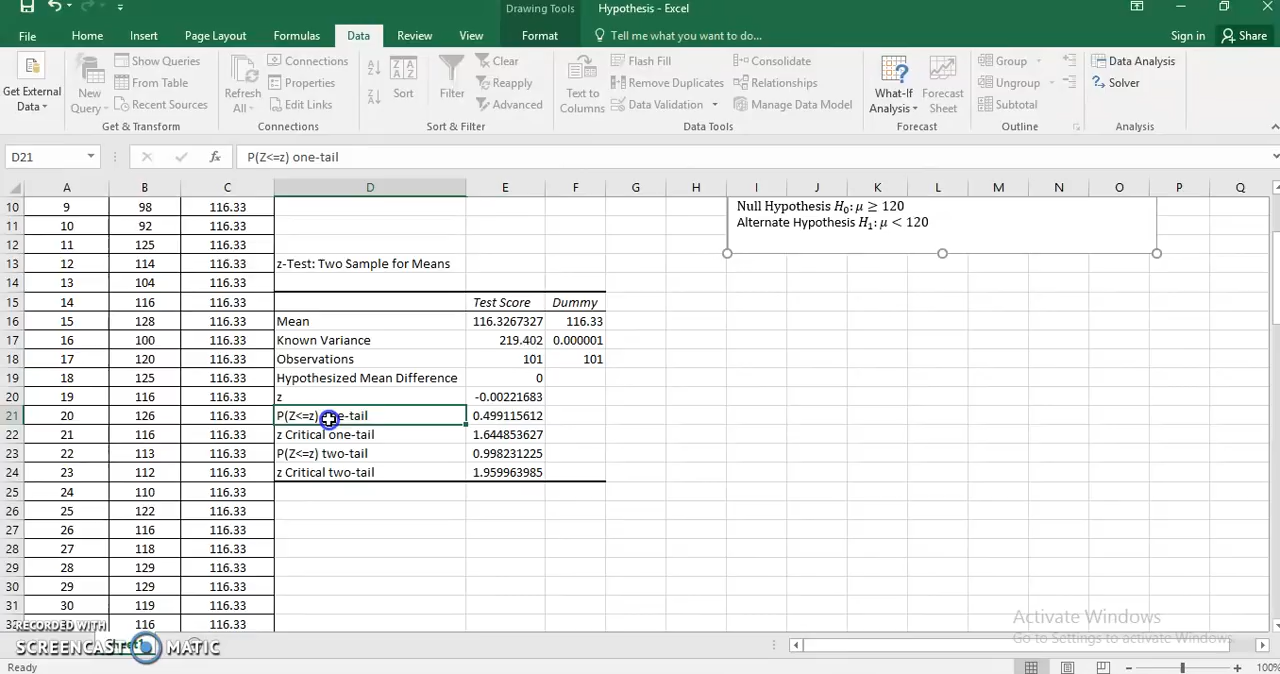 Drawing Tools
Hypothesis - Excel
File Home Insert Page Layout Formulas Data Review View Format Tell me what you want to do... Sign in Share
Get External Data
New Query
Show Queries
From Table
Recent Sources
Get & Transform
Refresh All
Connections
Properties
Edit Links
Connections
Sort
Filter
Clear
Reapply
Advanced
Sort & Filter
Text to Columns
Flash Fill
Remove Duplicates
Data Validation
Consolidate
Relationships
Manage Data Model
Data Tools
What-If Analysis
Forecast Sheet
Forecast
Group
Ungroup
Subtotal
Outline
Data Analysis
Solver
Analysis
D21 fx P(Z<=z) one-tail
A B C D E F G H I J K L M N O P Q
10 9 98 116.33 Null Hypothesis H₀: μ ≥ 120
11 10 92 116.33 Alternate Hypothesis H₁: μ < 120
12 11 125 116.33
13 12 114 116.33 z-Test: Two Sample for Means
14 13 104 116.33
15 14 116 116.33 Test Score Dummy
16 15 128 116.33 Mean 116.3267327 116.33
17 16 100 116.33 Known Variance 219.402 0.000001
18 17 120 116.33 Observations 101 101
19 18 125 116.33 Hypothesized Mean Difference 0
20 19 116 116.33 z -0.00221683
21 20 126 116.33 P(Z<=z) one-tail 0.499115612
22 21 116 116.33 z Critical one-tail 1.644853627
23 22 113 116.33 P(Z<=z) two-tail 0.998231225
24 23 112 116.33 z Critical two-tail 1.959963985
25 24 110 116.33
26 25 122 116.33
27 26 116 116.33
28 27 118 116.33
29 28 129 116.33
30 29 129 116.33
31 30 119 116.33
116 116.33
RECORDED WITH
SCREENCAST MATIC
Activate Windows
Go to Settings to activate Windows.
Ready
100%